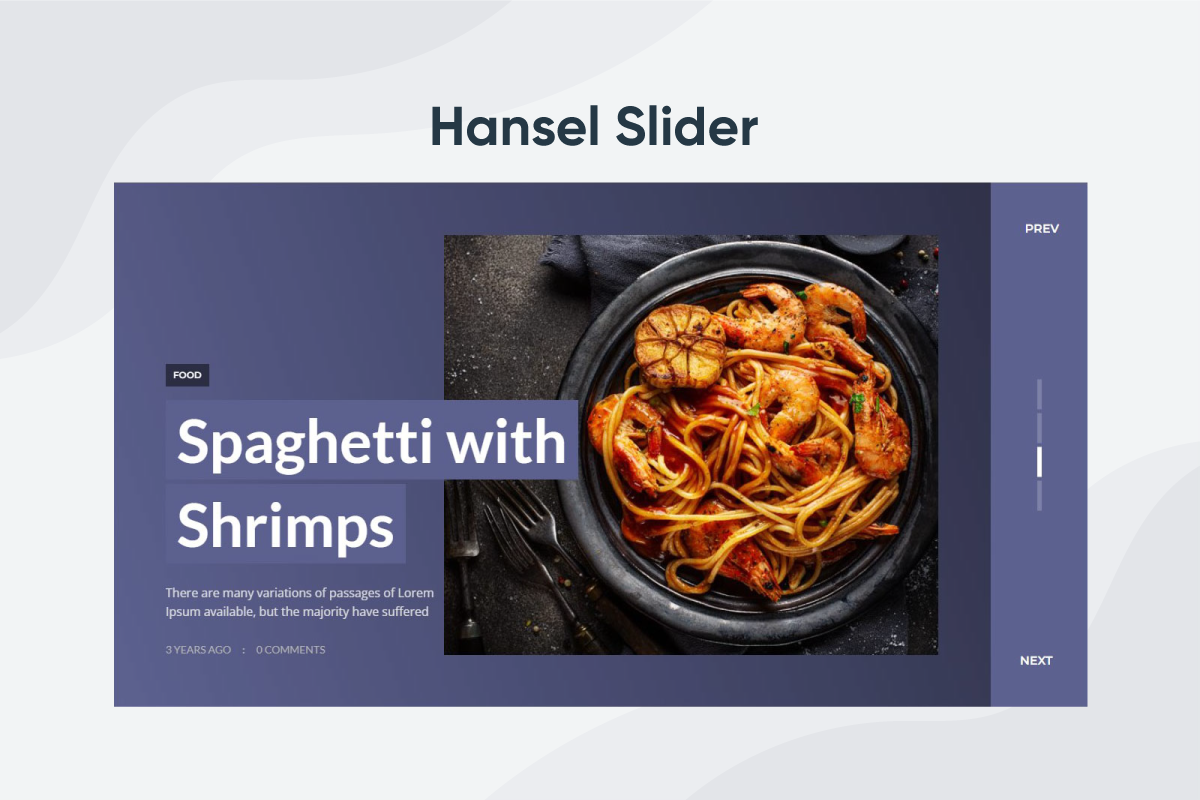 Hansel Slider
PREV
FOOD
Spaghetti with
Shrimps
There are many variations of passages of Lorem
Ipsum available, but the majority have suffered
3 YEARS AGO : 0 COMMENTS
NEXT